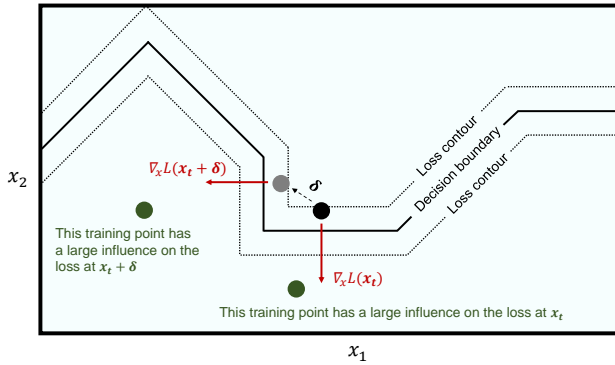 Loss contour
Decision boundary
Loss contour
x₂
∇ₓL(xₜ + δ)
δ
This training point has
a large influence on the
loss at xₜ + δ
∇ₓL(xₜ)
This training point has a large influence on the loss at xₜ
x₁